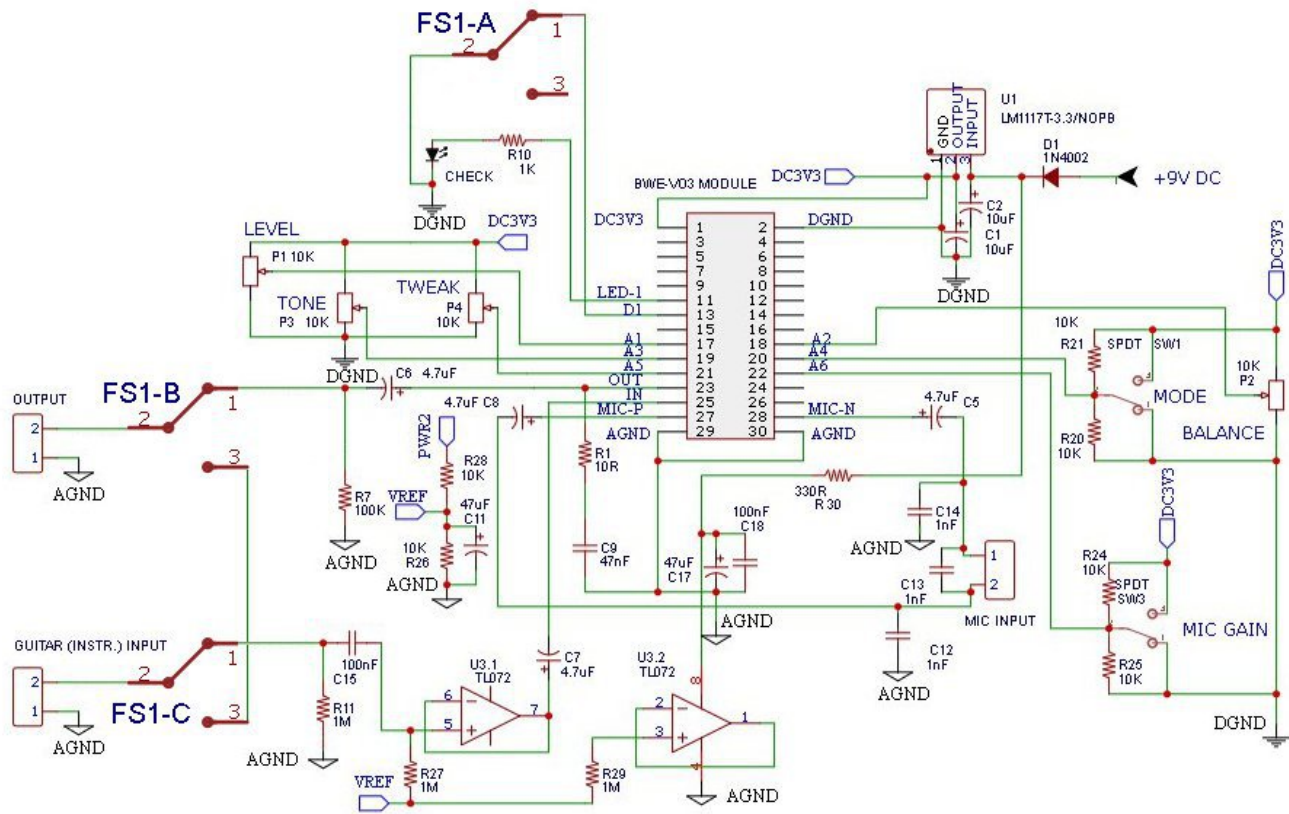 FS1-A
1
2
3
R10
1K
CHECK
DGND
U1
LM1117T-3.3/NOPB
GND
OUTPUT
INPUT
1
2
3
D1
1N4002
+9V DC
DC3V3
C2
10uF
C1
10uF
DGND
BWE-V03 MODULE
DC3V3
DGND
1 2
3 4
5 6
7 8
9 10
11 12
13 14
15 16
17 18
19 20
21 22
23 24
25 26
27 28
29 30
LED-1
D1
A1
A3
A5
OUT
IN
MIC-P
AGND
A2
A4
A6
MIC-N
AGND
LEVEL
P1 10K
DC3V3
TONE
P3 10K
TWEAK
P4
10K
DGND
C6 4.7uF
4.7uF C8
4.7uF C5
DC3V3
10K
R21
SPDT SW1
MODE
R20
10K
10K
P2
BALANCE
OUTPUT
2
1
AGND
FS1-B
1
2
3
R7
100K
AGND
PWR2
R28
10K
VREF
47uF
C11
10K
R26
AGND
R1
10R
C9
47nF
330R
R30
100nF
C18
47uF
C17
AGND
C14
1nF
AGND
C13
1nF
1
2
MIC INPUT
C12
1nF
AGND
DC3V3
R24
10K
SPDT
SW3
MIC GAIN
R25
10K
DGND
GUITAR (INSTR.) INPUT
2
1
AGND
FS1-C
1
2
3
100nF
C15
R11
1M
AGND
U3.1
TL072
6
5
7
C7
4.7uF
R27
1M
VREF
R29
1M
U3.2
TL072
8
2
3
1
4
AGND